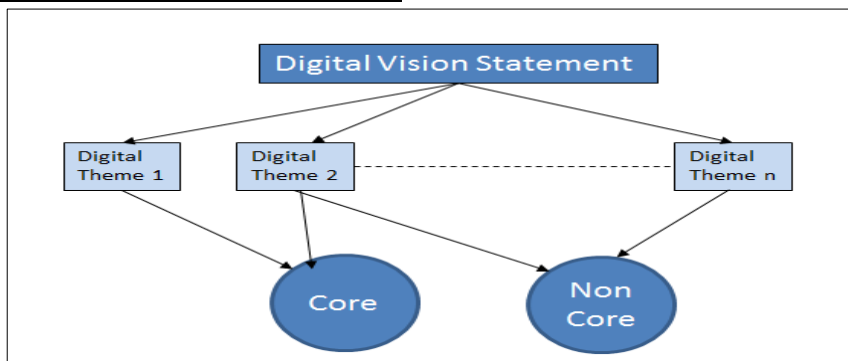 Digital Vision Statement
Digital
Theme 1
Digital
Theme 2
Digital
Theme n
Core
Non
Core